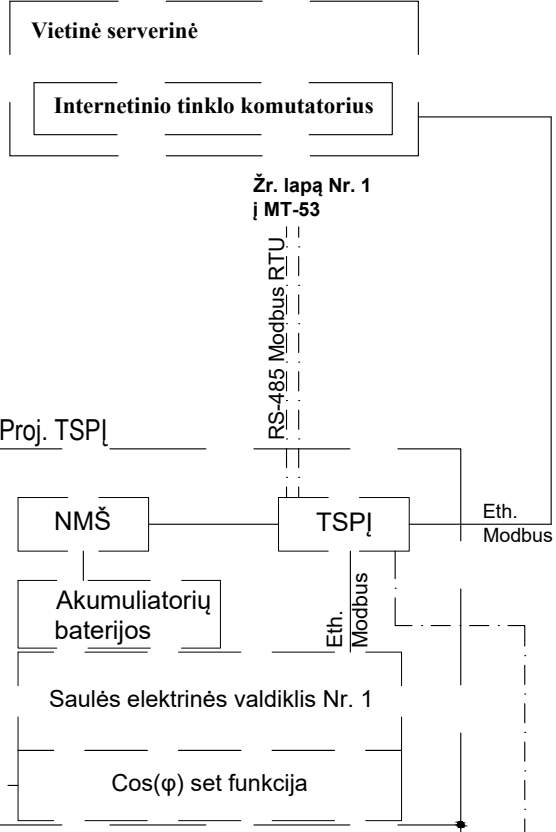 Vietinė serverinė
Internetinio tinklo komutatorius
Žr. lapą Nr. 1
į MT-53
RS-485 Modbus RTU
Proj. TSPĮ
NMŠ
TSPĮ
Eth.
Modbus
Akumuliatorių
baterijos
Eth.
Modbus
Saulės elektrinės valdiklis Nr. 1
Cos(φ) set funkcija